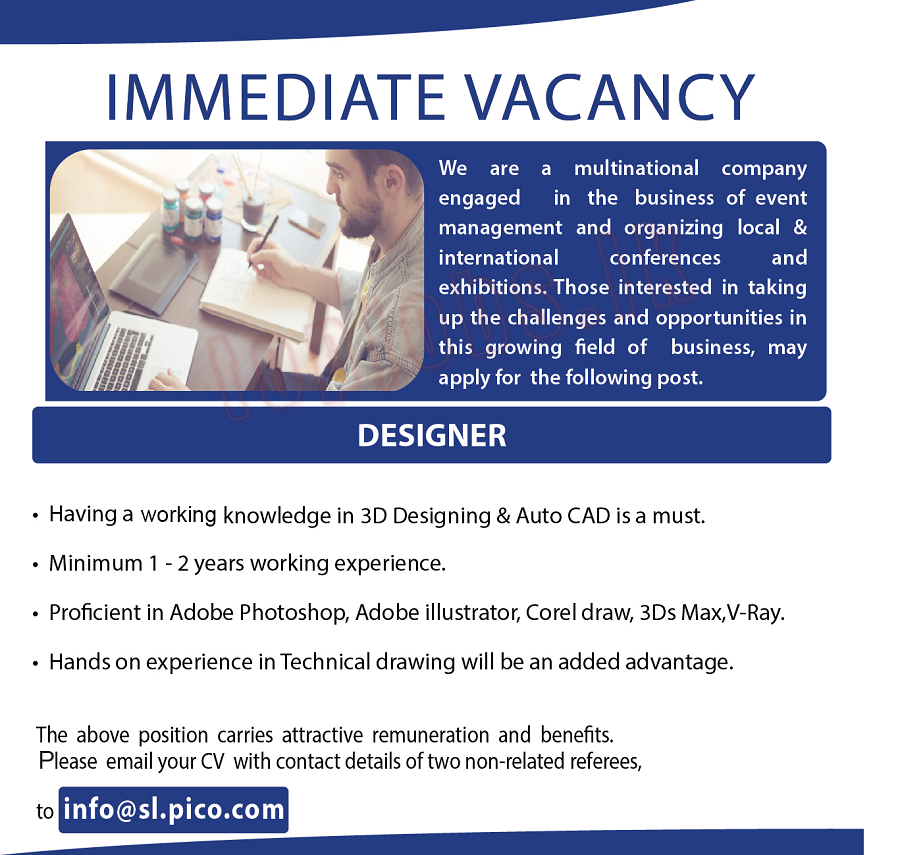 IMMEDIATE VACANCY
We are a multinational company
engaged in the business of event
management and organizing local &
international conferences and
exhibitions. Those interested in taking
up the challenges and opportunities in
this growing field of business, may
apply for the following post.
DESIGNER
• Having a working knowledge in 3D Designing & Auto CAD is a must.
• Minimum 1 - 2 years working experience.
• Proficient in Adobe Photoshop, Adobe illustrator, Corel draw, 3Ds Max,V-Ray.
• Hands on experience in Technical drawing will be an added advantage.
The above position carries attractive remuneration and benefits.
Please email your CV with contact details of two non-related referees,
to info@sl.pico.com